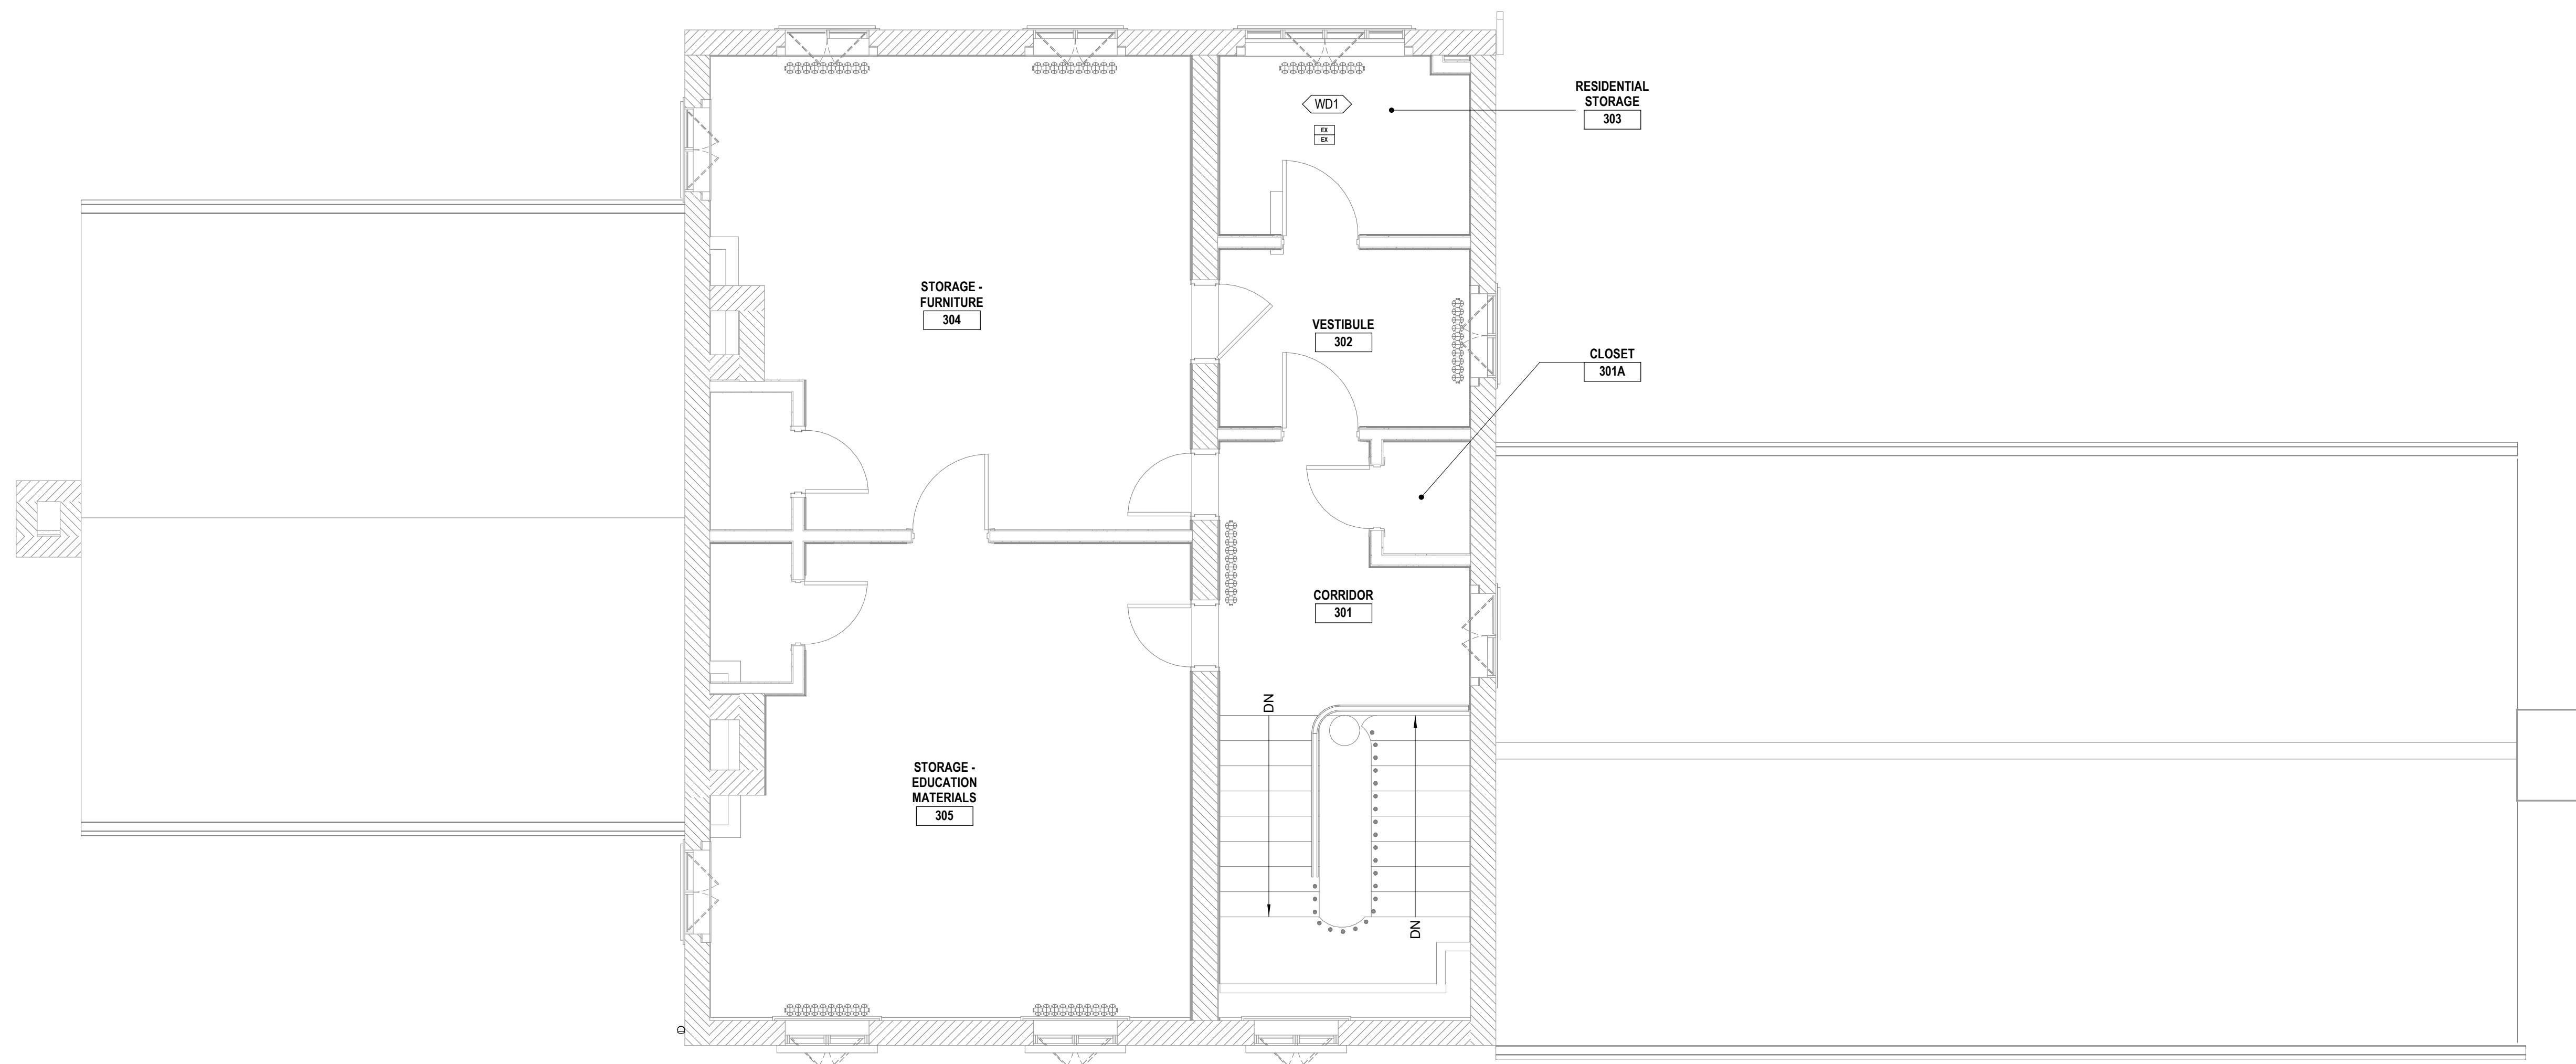 RESIDENTIAL
STORAGE
303
WD1
EX
EX
STORAGE -
FURNITURE
304
VESTIBULE
302
CLOSET
301A
CORRIDOR
301
DN
STORAGE -
EDUCATION
MATERIALS
305
DN